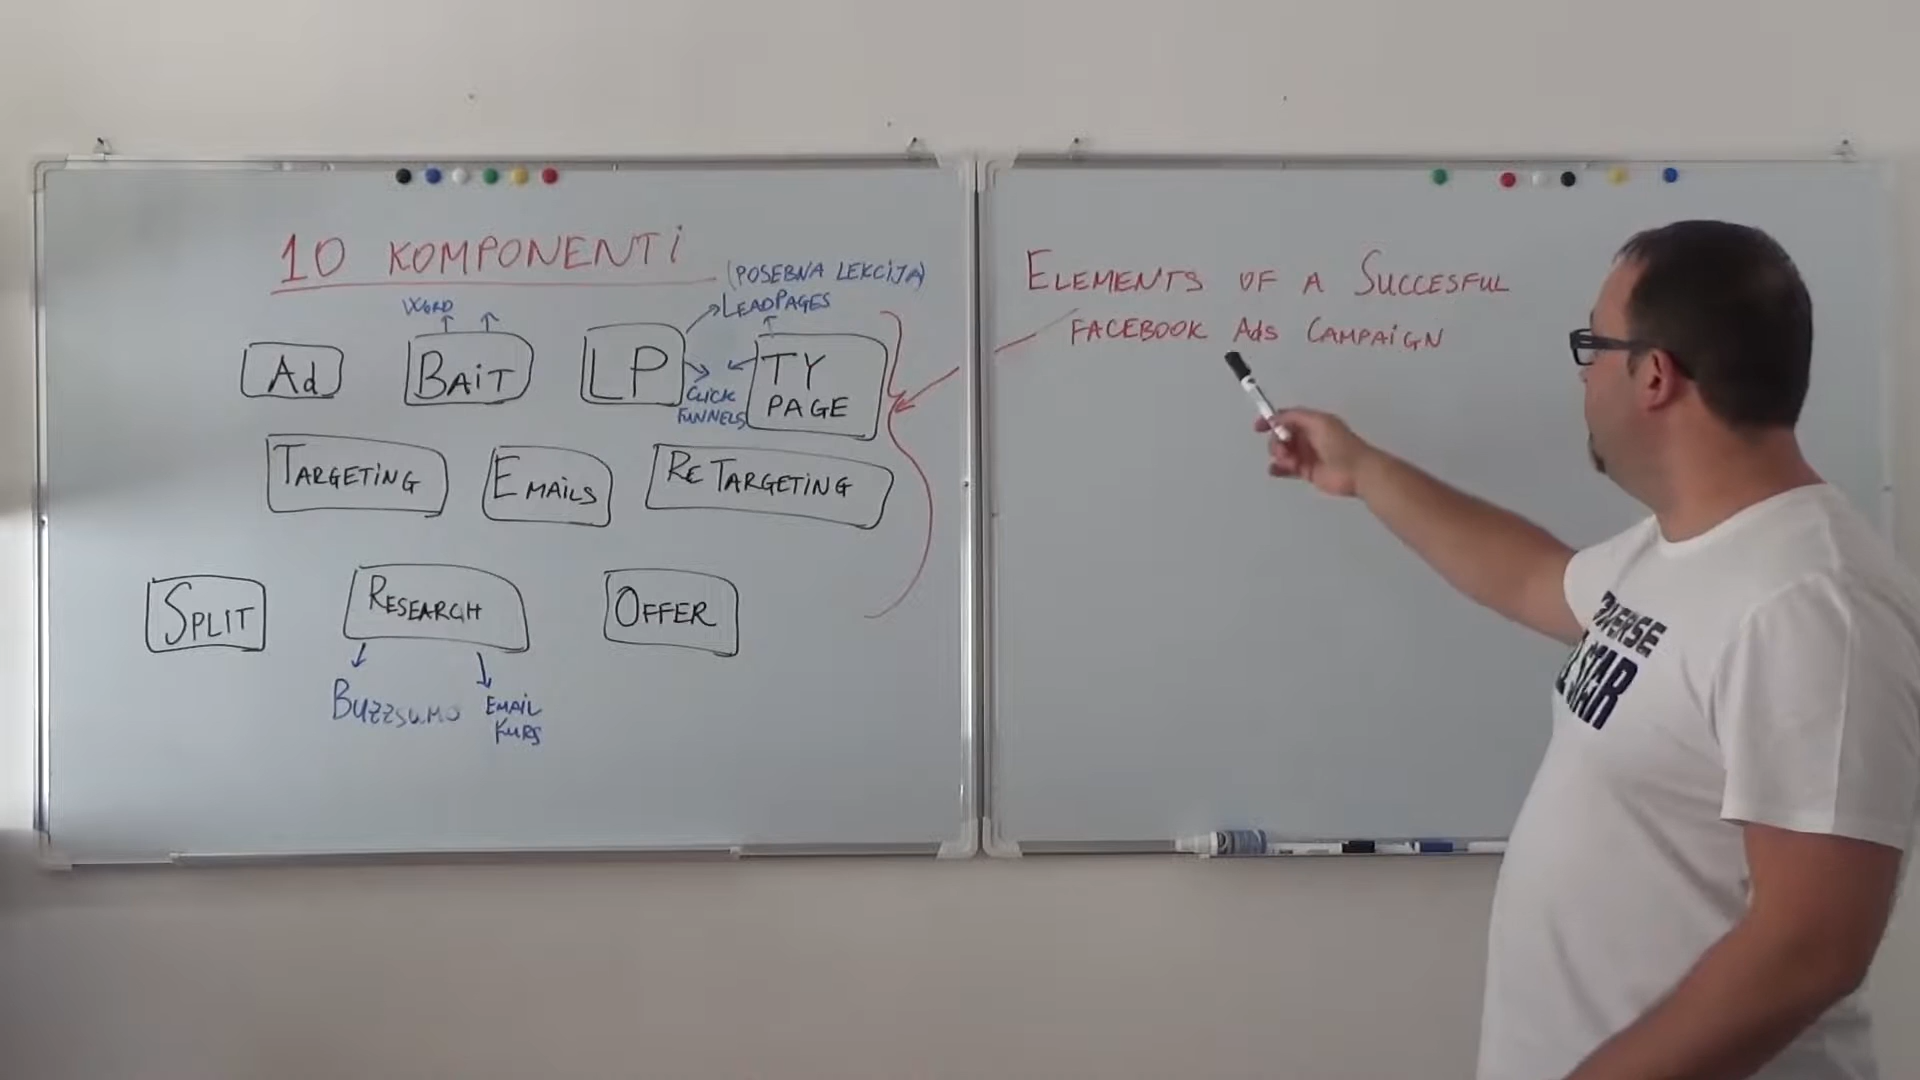 10 KOMPONENTI
(POSEBNA LEKCIJA)
WORD
LEADPAGES
Ad
BAIT
LP
CLICK
FUNNELS
TY
PAGE
TARGETING
EMAILS
RETARGETING
SPLIT
RESEARCH
OFFER
BUZZSUMO
EMAIL
KURS
ELEMENTS OF A SUCCESFUL
FACEBOOK Ads CAMPAIGN
STAR